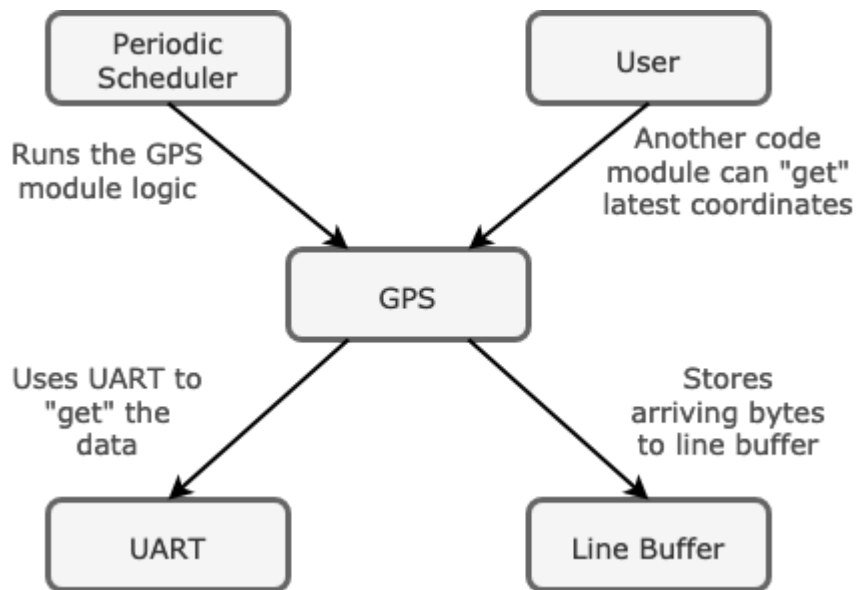 Periodic
Scheduler
User
Runs the GPS
module logic
Another code
module can "get"
latest coordinates
GPS
Uses UART to
"get" the
data
Stores
arriving bytes
to line buffer
UART
Line Buffer